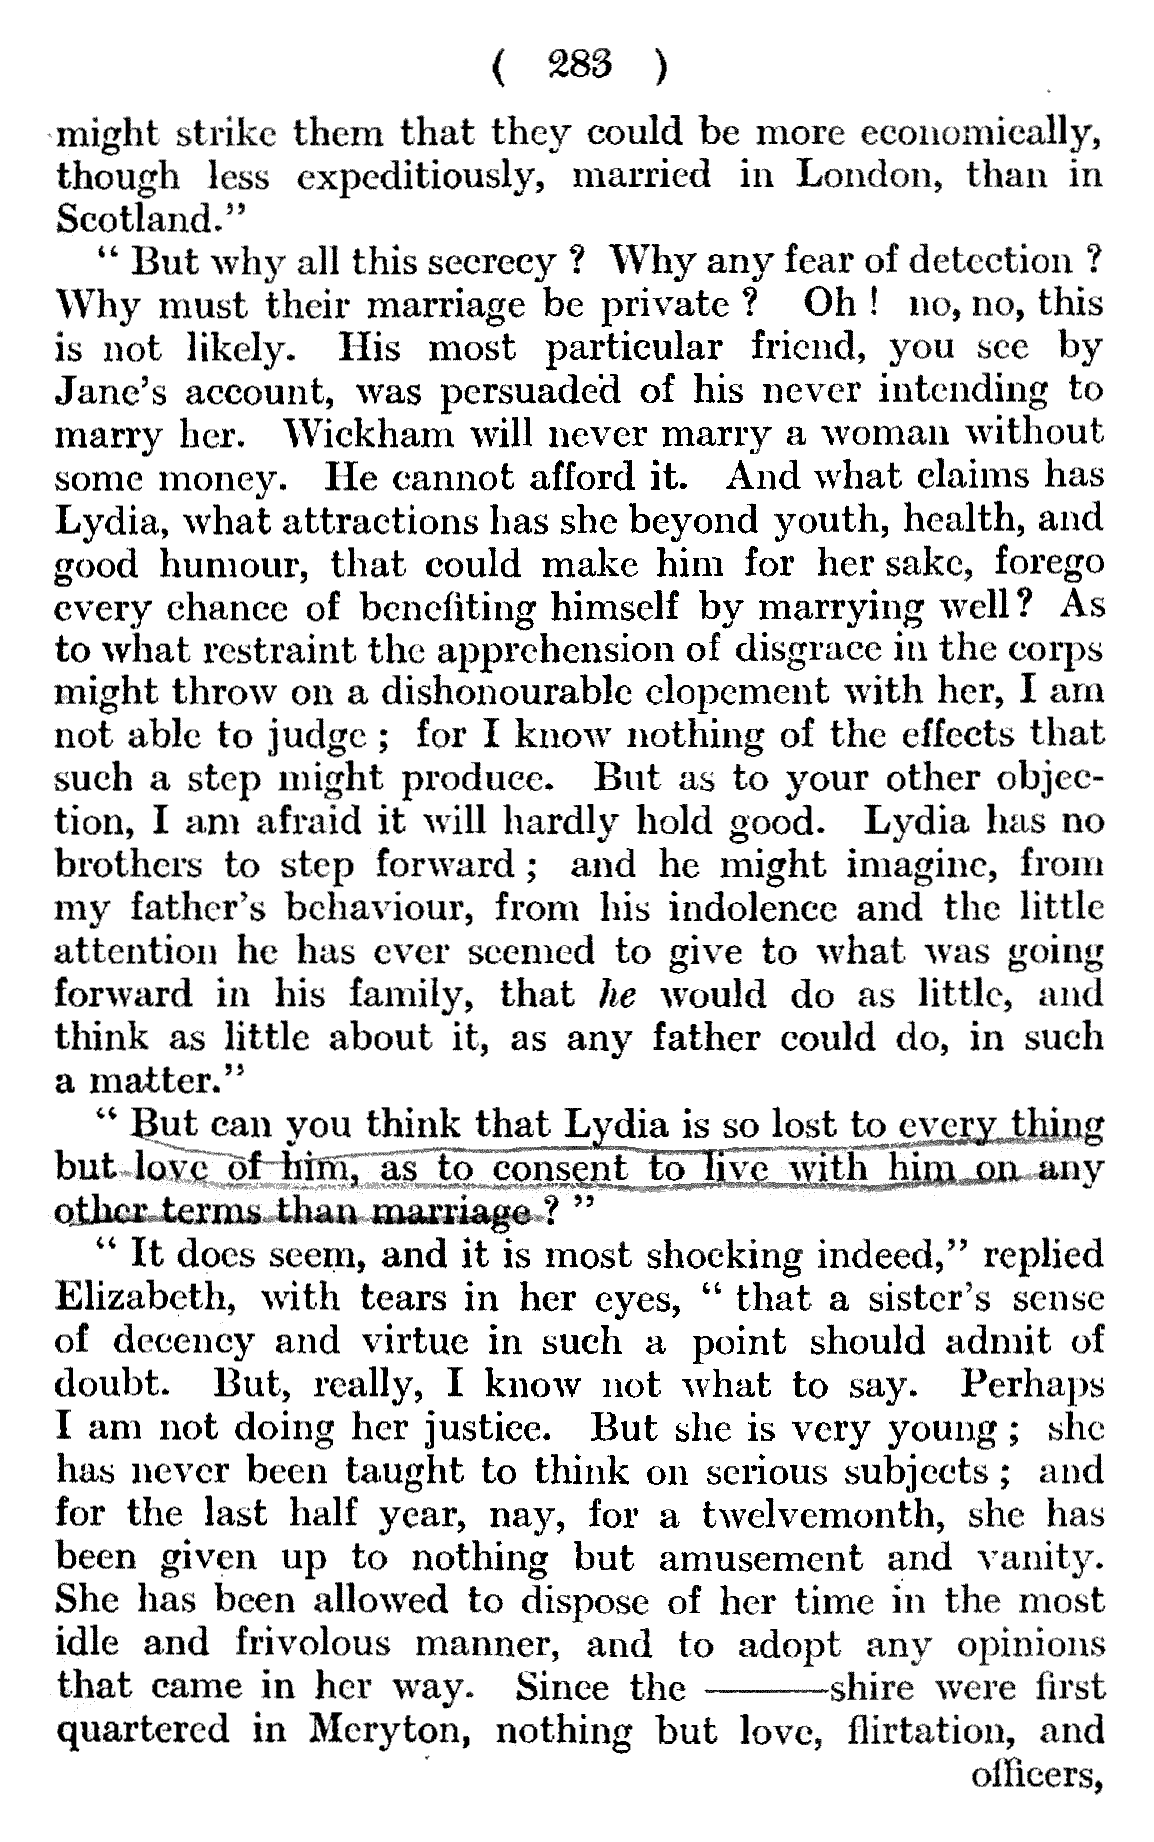 ( 283 )
might strike them that they could be more economically,
though less expeditiously, married in London, than in
Scotland.”
“ But why all this secrecy ? Why any fear of detection ?
Why must their marriage be private ? Oh ! no, no, this
is not likely. His most particular friend, you see by
Jane’s account, was persuaded of his never intending to
marry her. Wickham will never marry a woman without
some money. He cannot afford it. And what claims has
Lydia, what attractions has she beyond youth, health, and
good humour, that could make him for her sake, forego
every chance of benefiting himself by marrying well? As
to what restraint the apprehension of disgrace in the corps
might throw on a dishonourable elopement with her, I am
not able to judge ; for I know nothing of the effects that
such a step might produce. But as to your other objec-
tion, I am afraid it will hardly hold good. Lydia has no
brothers to step forward ; and he might imagine, from
my father’s behaviour, from his indolence and the little
attention he has ever seemed to give to what was going
forward in his family, that he would do as little, and
think as little about it, as any father could do, in such
a matter.”
“ But can you think that Lydia is so lost to every thing
but love of him, as to consent to live with him on any
other terms than marriage ? ”
“ It does seem, and it is most shocking indeed,” replied
Elizabeth, with tears in her eyes, “ that a sister’s sense
of decency and virtue in such a point should admit of
doubt. But, really, I know not what to say. Perhaps
I am not doing her justice. But she is very young ; she
has never been taught to think on serious subjects ; and
for the last half year, nay, for a twelvemonth, she has
been given up to nothing but amusement and vanity.
She has been allowed to dispose of her time in the most
idle and frivolous manner, and to adopt any opinions
that came in her way. Since the ———shire were first
quartered in Meryton, nothing but love, flirtation, and
officers,